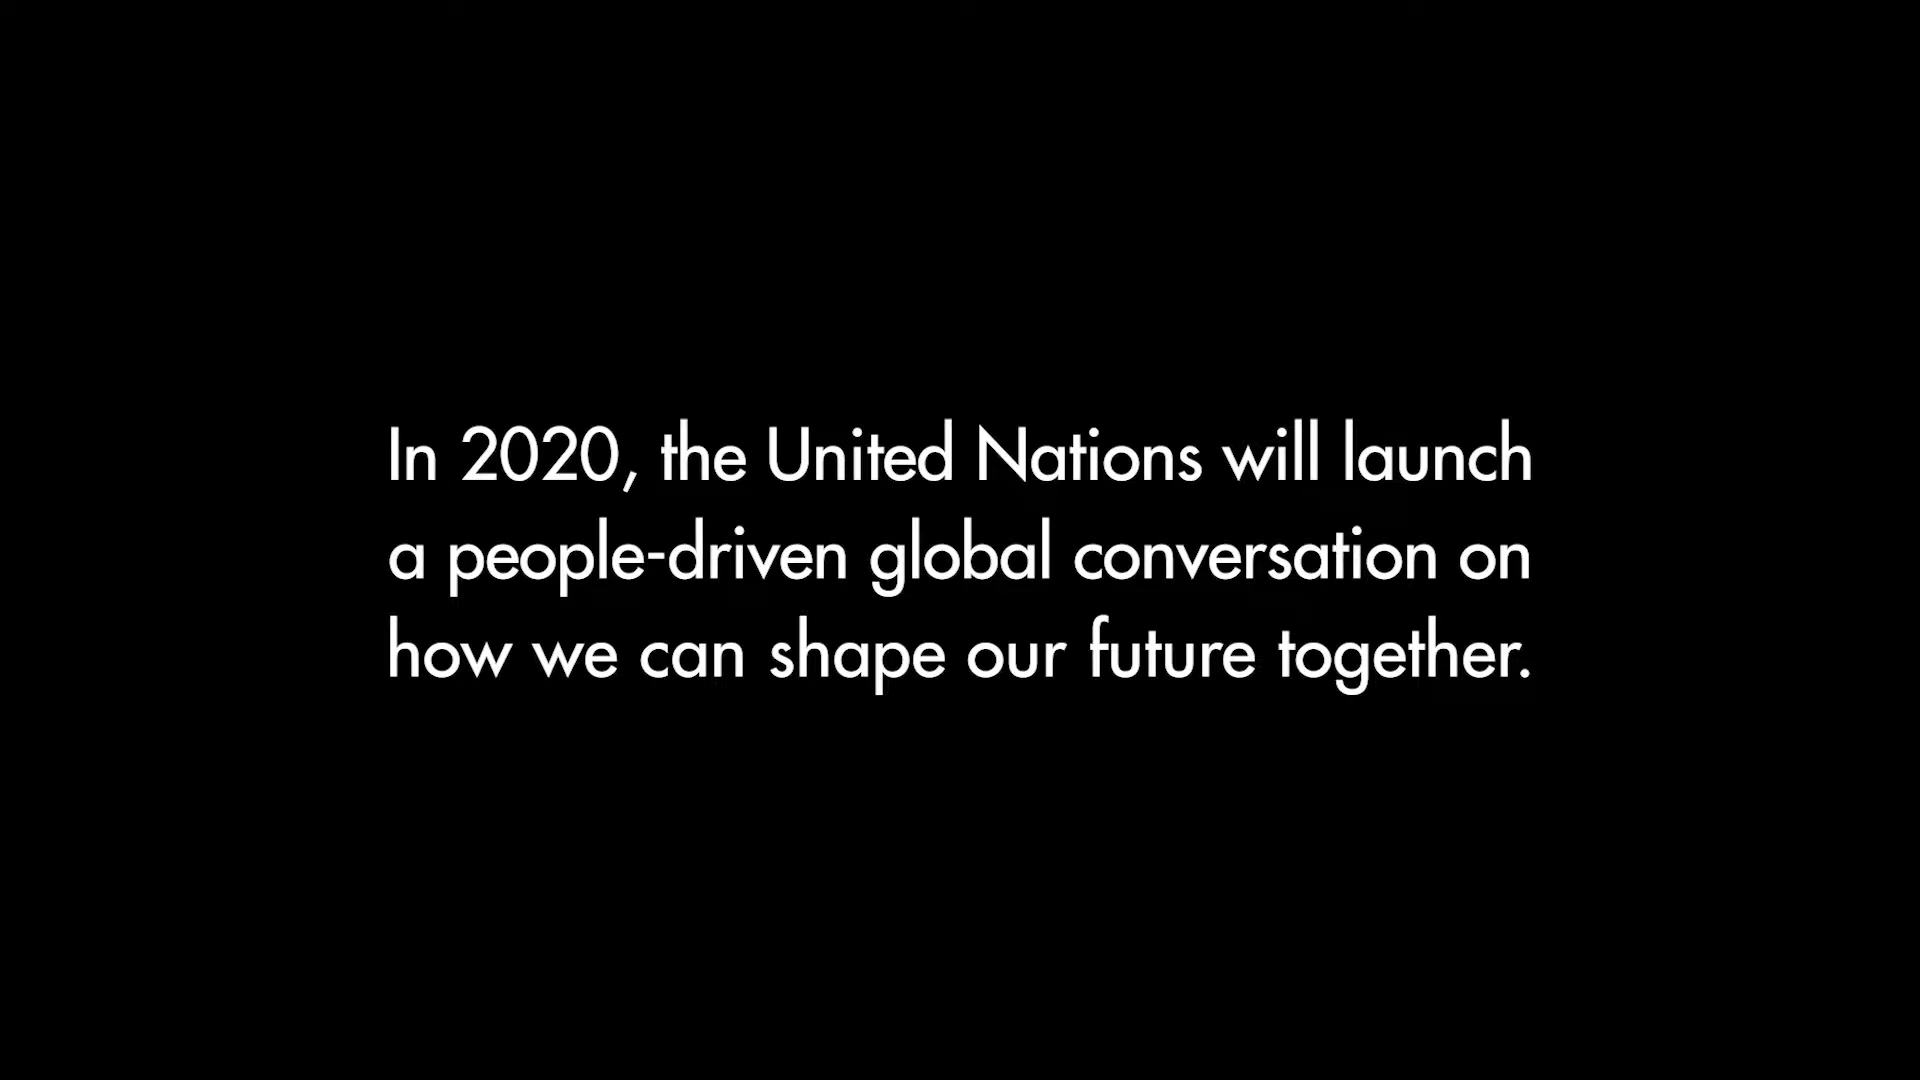 In 2020, the United Nations will launch
a people-driven global conversation on
how we can shape our future together.